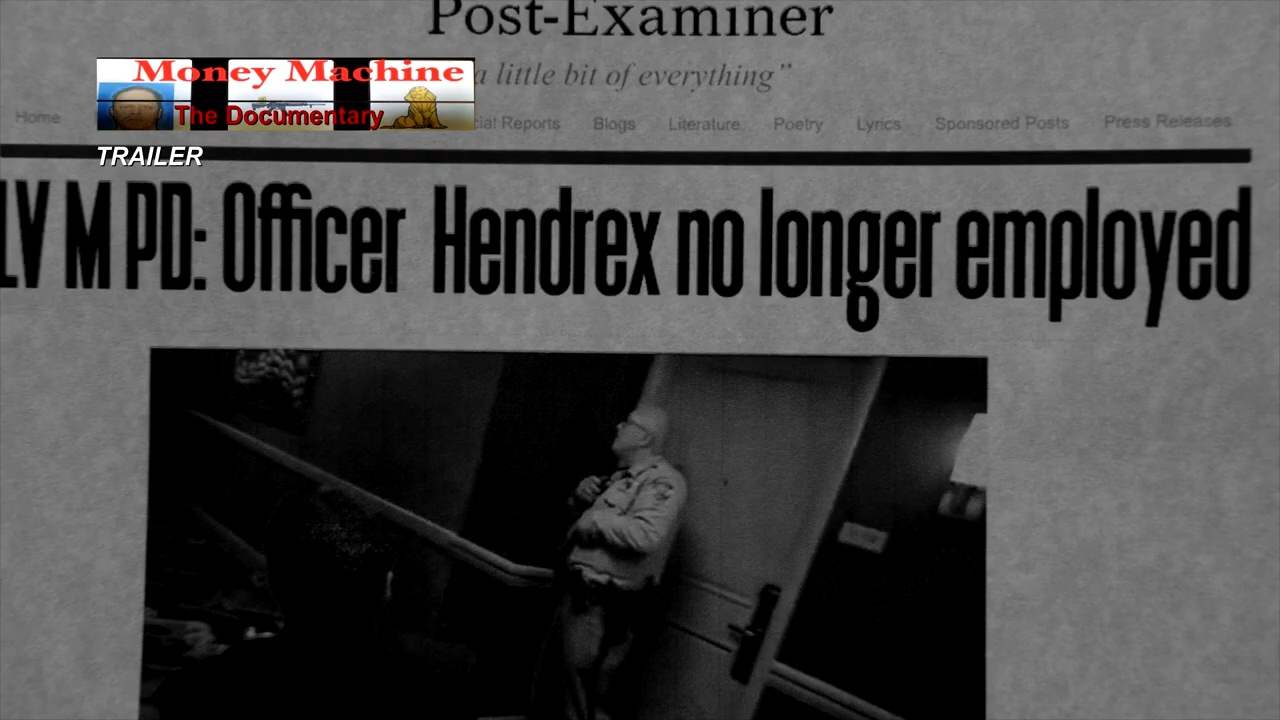 Post-Examiner
a little bit of everything”
Money Machine
The Documentary
Home
cial Reports Blogs Literature Poetry Lyrics Sponsored Posts Press Releases
TRAILER
LV M PD: Officer Hendrex no longer employed